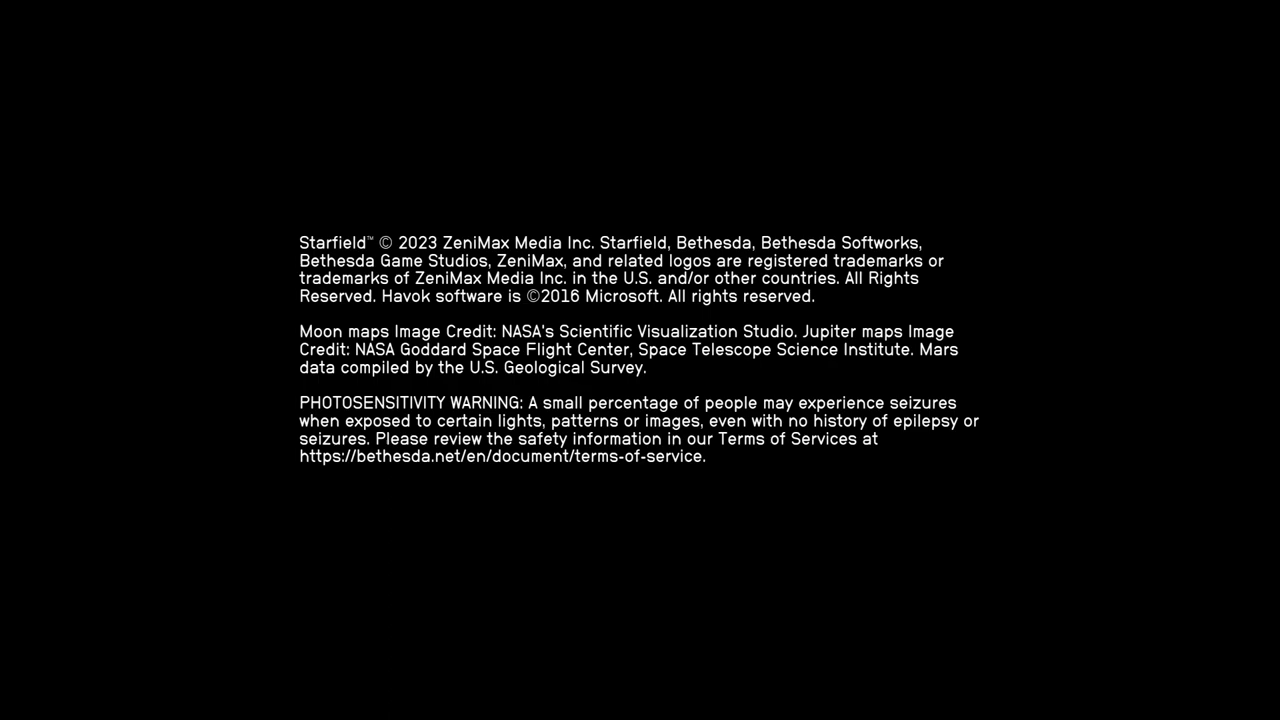 Starfield™ © 2023 ZeniMax Media Inc. Starfield, Bethesda, Bethesda Softworks,
Bethesda Game Studios, ZeniMax, and related logos are registered trademarks or
trademarks of ZeniMax Media Inc. in the U.S. and/or other countries. All Rights
Reserved. Havok software is ©2016 Microsoft. All rights reserved.
Moon maps Image Credit: NASA's Scientific Visualization Studio. Jupiter maps Image
Credit: NASA Goddard Space Flight Center, Space Telescope Science Institute. Mars
data compiled by the U.S. Geological Survey.
PHOTOSENSITIVITY WARNING: A small percentage of people may experience seizures
when exposed to certain lights, patterns or images, even with no history of epilepsy or
seizures. Please review the safety information in our Terms of Services at
https://bethesda.net/en/document/terms-of-service.